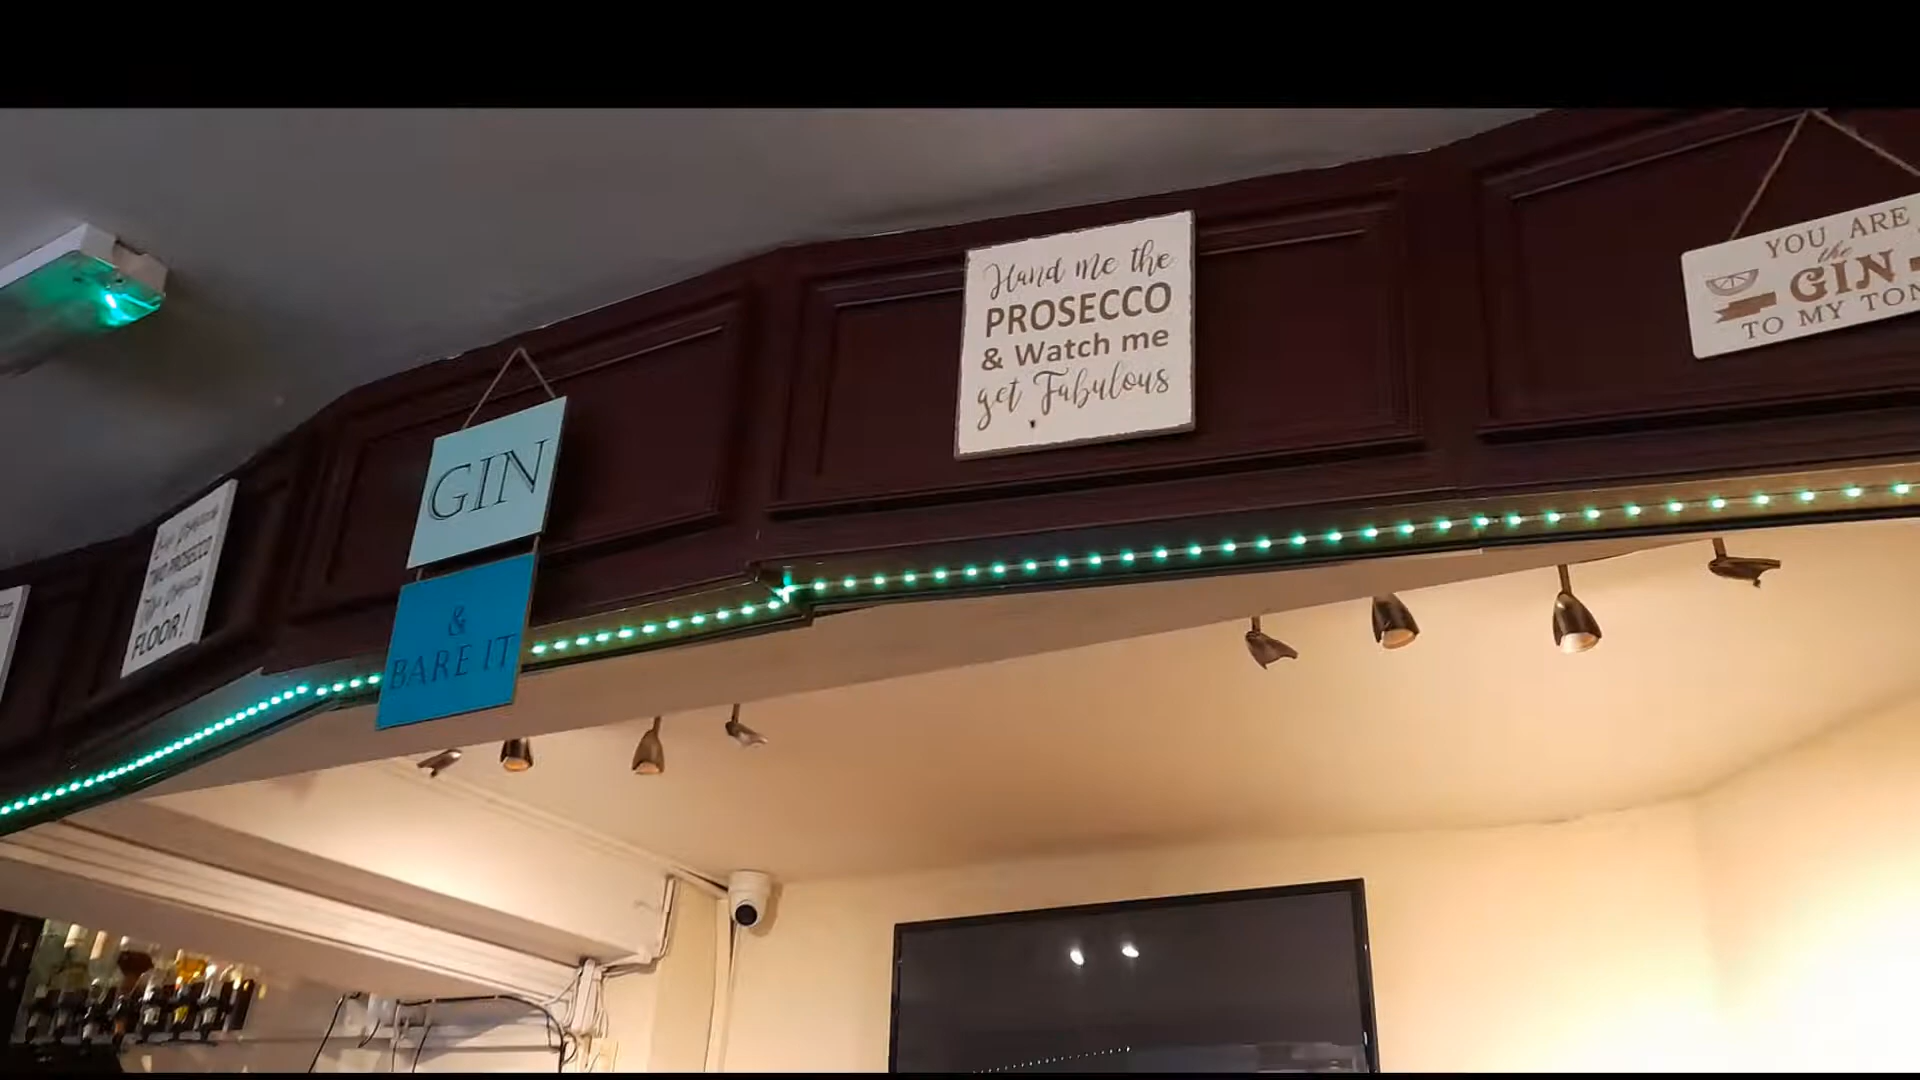 TWO PROSECCO
FLOOR!
GIN
&
BARE IT
Hand me the
PROSECCO
& Watch me
get Fabulous
YOU ARE
the
GIN
TO MY TON